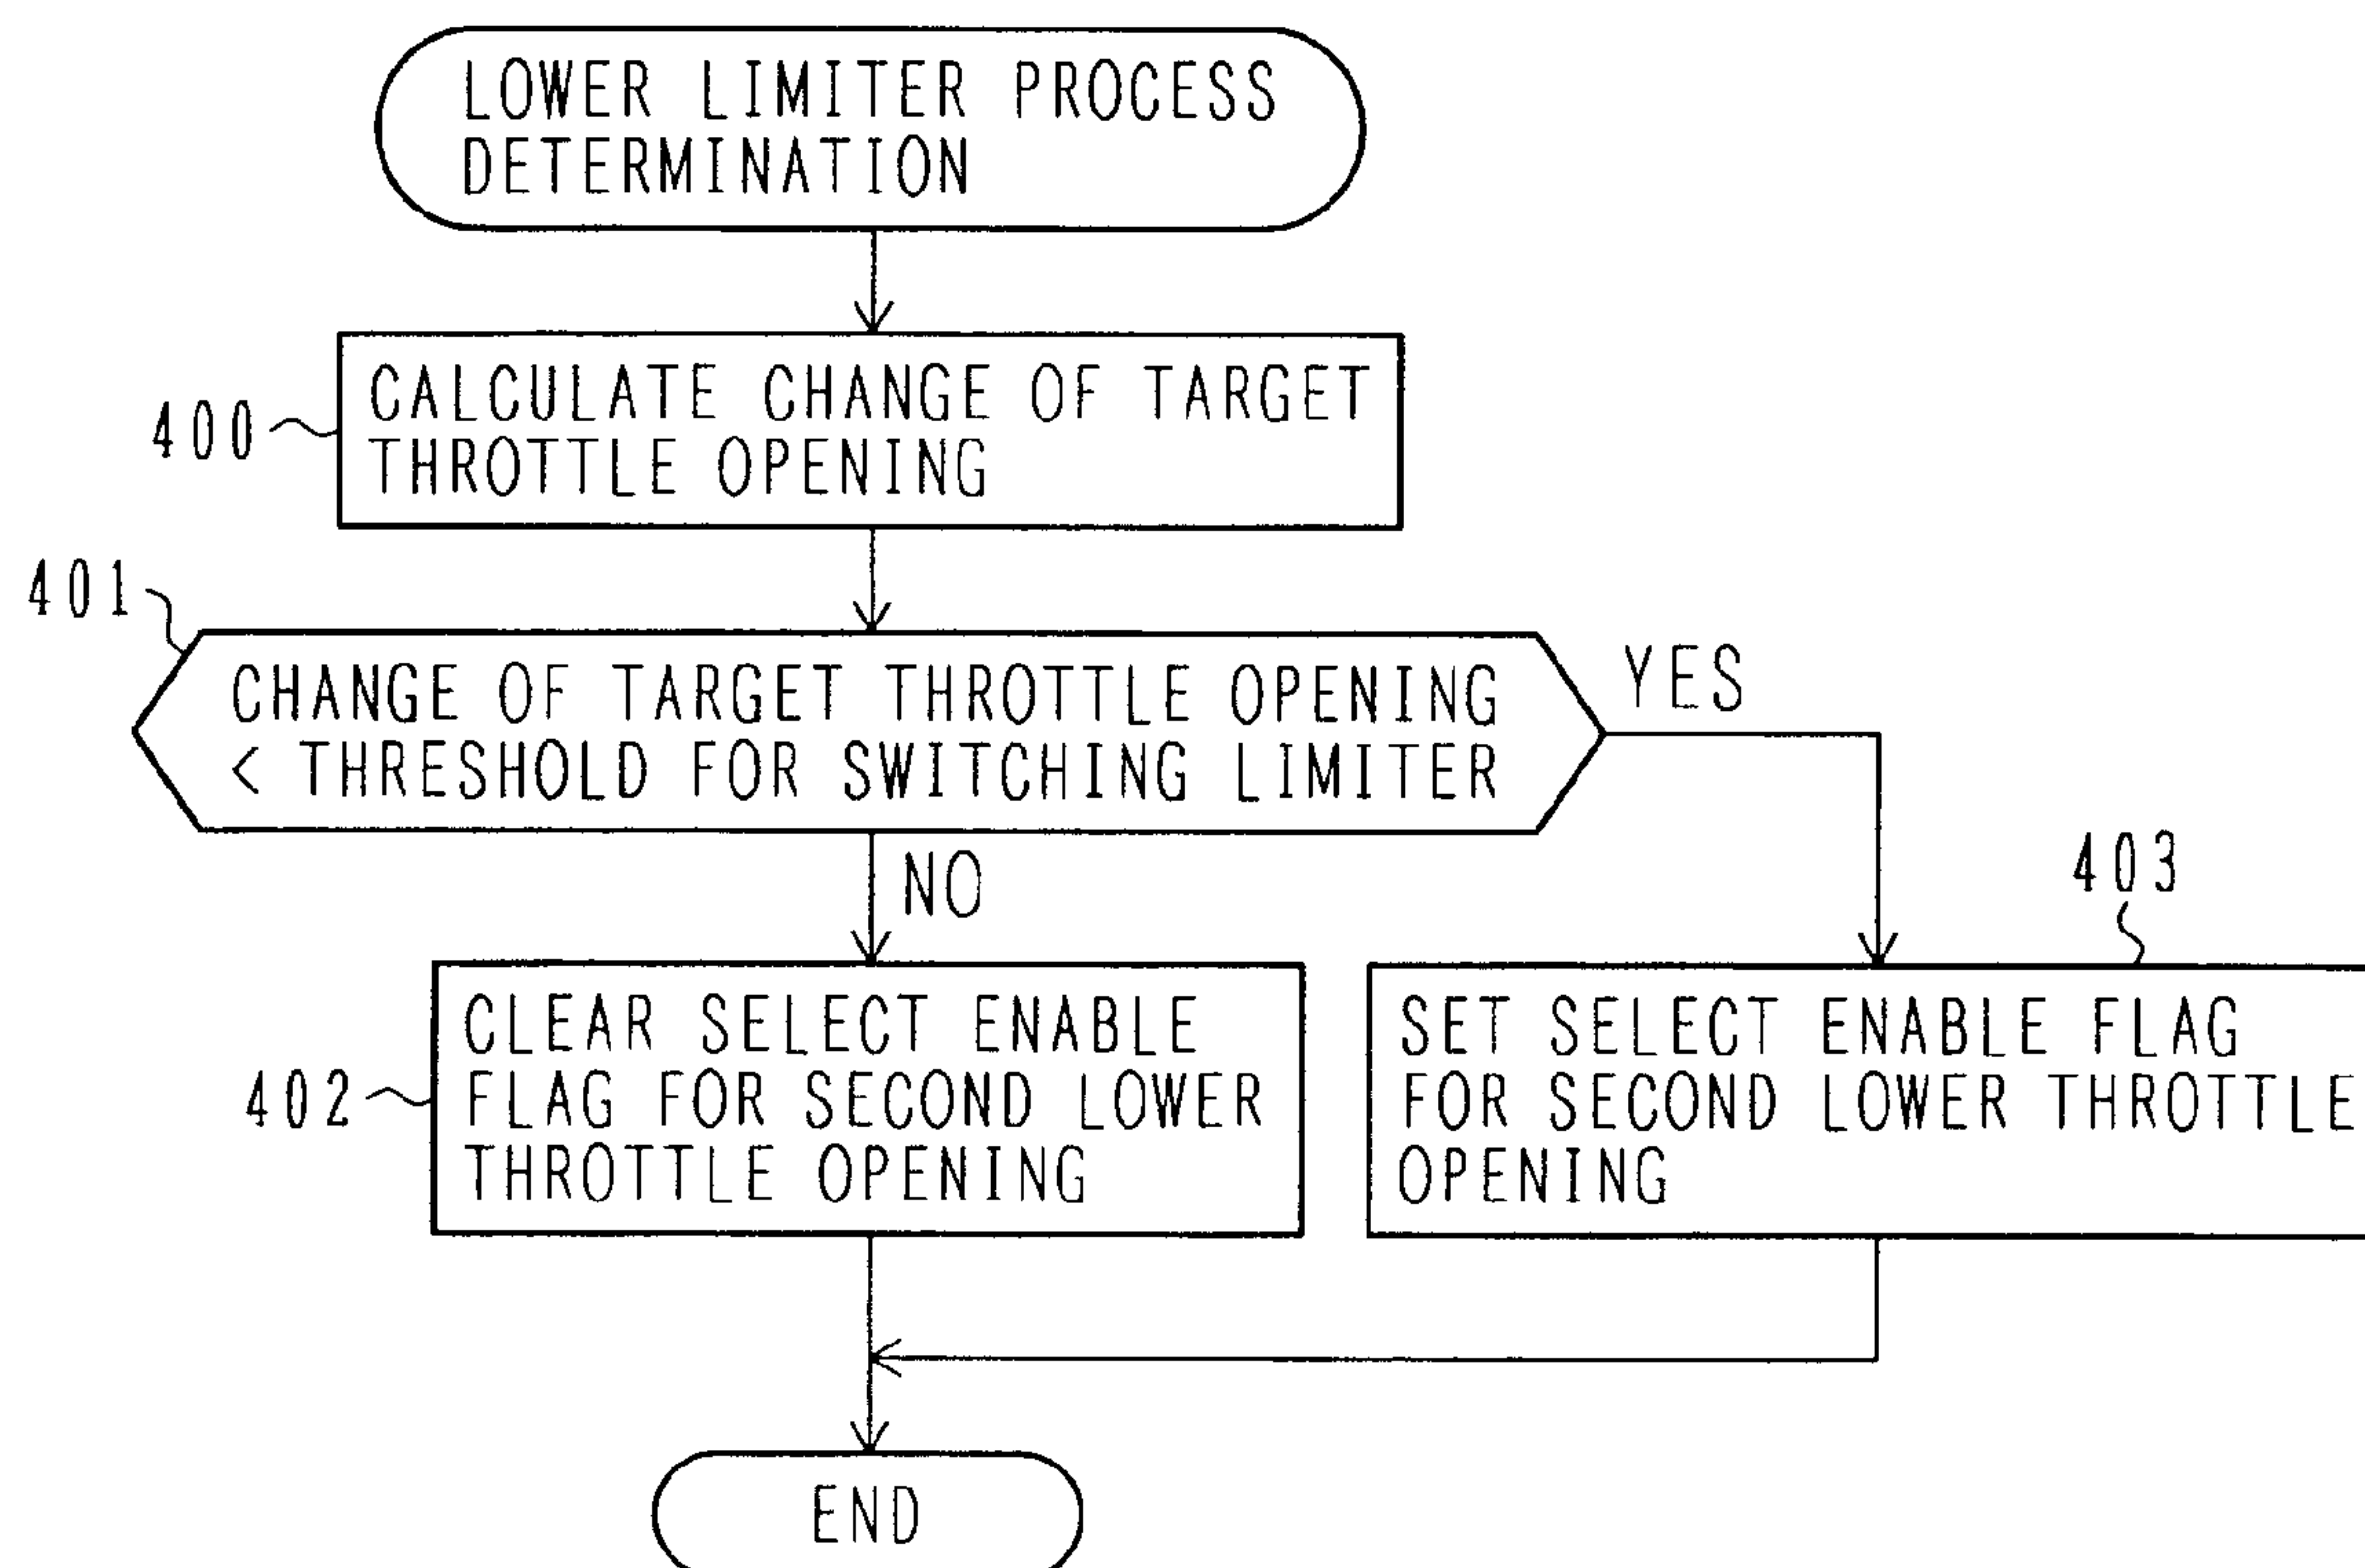 LOWER LIMITER PROCESS
DETERMINATION
400
CALCULATE CHANGE OF TARGET
THROTTLE OPENING
401
CHANGE OF TARGET THROTTLE OPENING
< THRESHOLD FOR SWITCHING LIMITER
YES
NO
402
CLEAR SELECT ENABLE
FLAG FOR SECOND LOWER
THROTTLE OPENING
403
SET SELECT ENABLE FLAG
FOR SECOND LOWER THROTTLE
OPENING
END